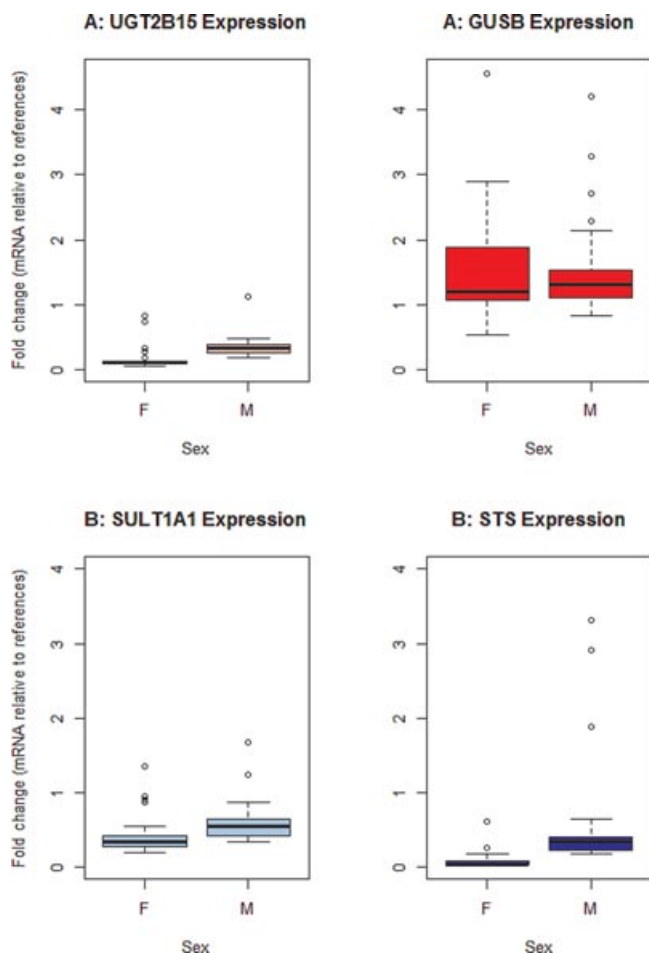 A: UGT2B15 Expression
A: GUSB Expression
Fold change (mRNA relative to references)
4
3
2
1
0
4
3
2
1
0
F
M
F
M
Sex
Sex
B: SULT1A1 Expression
B: STS Expression
Fold change (mRNA relative to references)
4
3
2
1
0
4
3
2
1
0
F
M
F
M
Sex
Sex